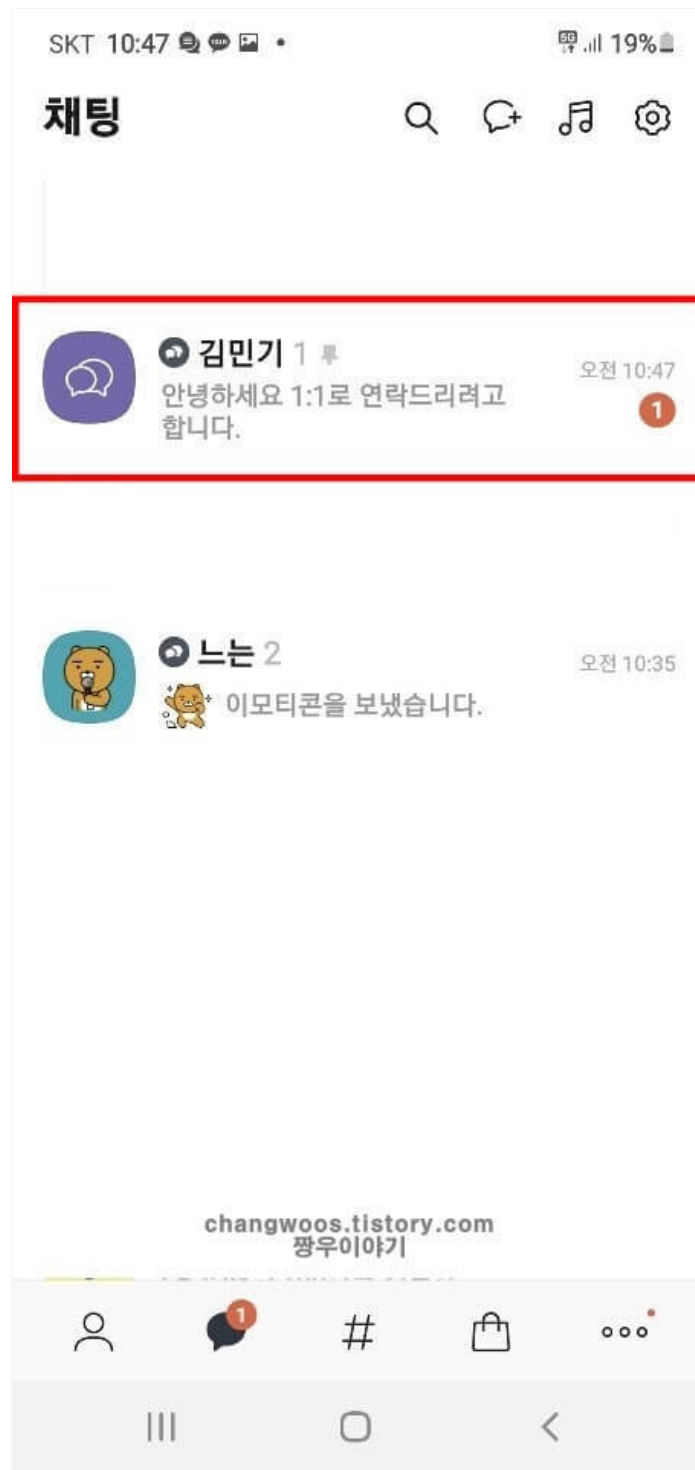 SKT 10:47
5G 19%
채팅
김민기 1
오전 10:47
안녕하세요 1:1로 연락드리려고
합니다.
1
느는 2
오전 10:35
이모티콘을 보냈습니다.
changwoos.tistory.com
짱우이야기
1
#